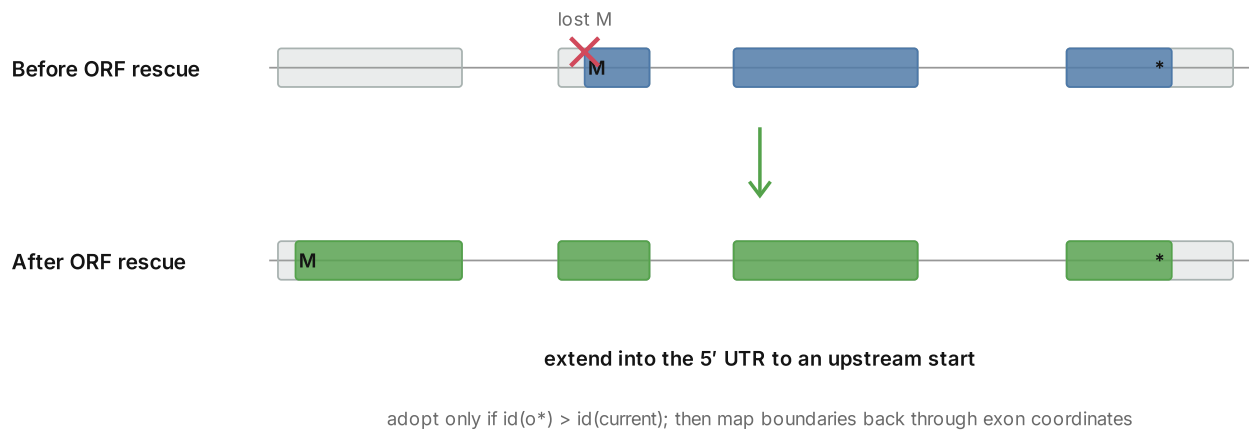 lost M
Before ORF rescue
M
*
After ORF rescue
M
*
extend into the 5′ UTR to an upstream start
adopt only if id(o*) > id(current); then map boundaries back through exon coordinates